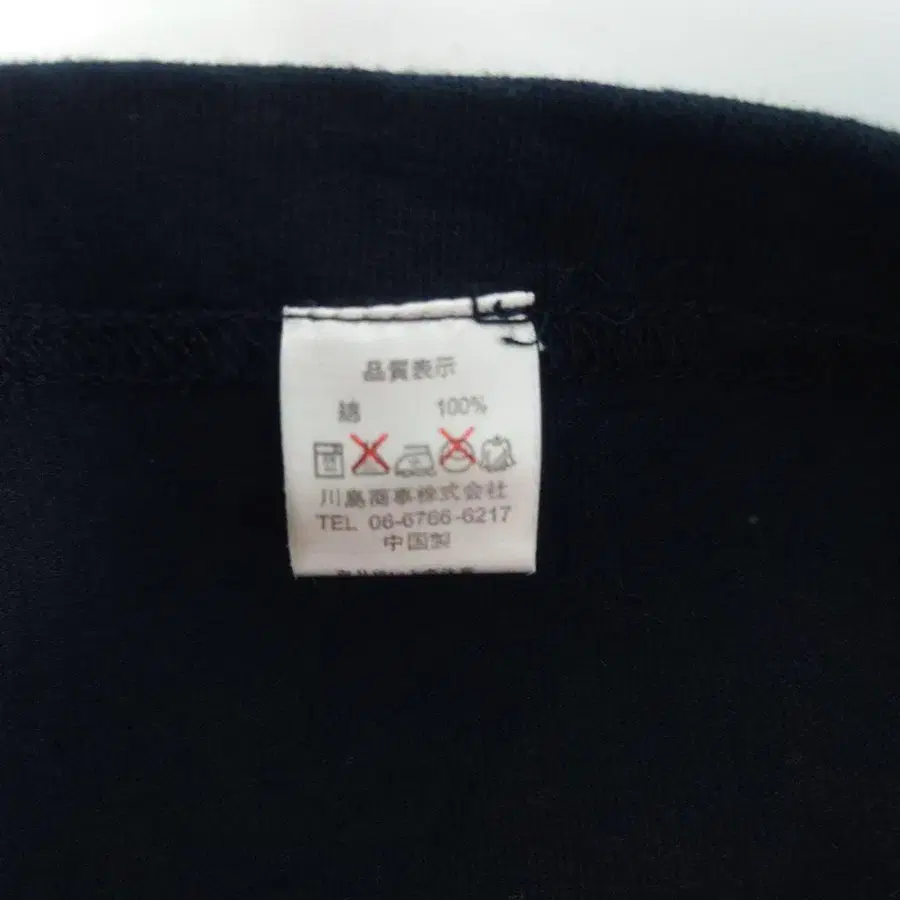 品質表示
綿 100%
川島商事株式会社
TEL 06-6766-6217
中国製